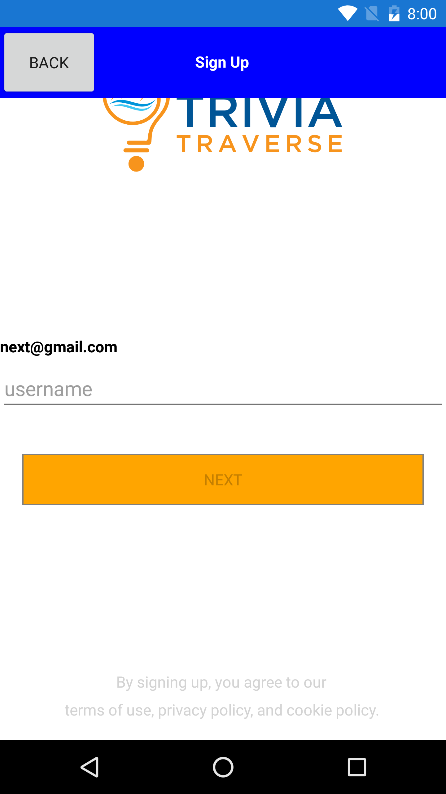 8:00
BACK
Sign Up
TRIVIA
TRAVERSE
next@gmail.com
username
NEXT
By signing up, you agree to our
terms of use, privacy policy, and cookie policy.